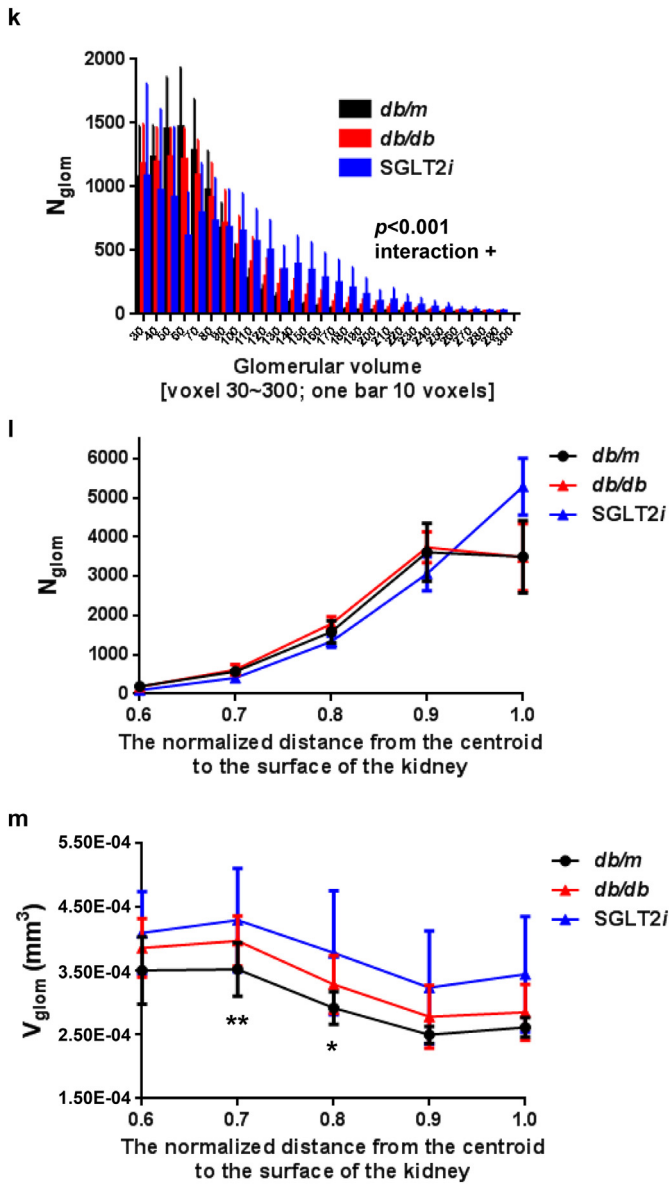 k
2000
1500
1000
500
0
N_glom
db/m
db/db
SGLT2i
p<0.001
interaction +
30 40 50 60 70 80 90 100 110 120 130 140 150 160 170 180 190 200 210 220 230 240 250 260 270 280 290 300
Glomerular volume
[voxel 30~300; one bar 10 voxels]
l
6000
5000
4000
3000
2000
1000
0
N_glom
db/m
db/db
SGLT2i
0.6 0.7 0.8 0.9 1.0
The normalized distance from the centroid
to the surface of the kidney
m
5.50E-04
4.50E-04
3.50E-04
2.50E-04
1.50E-04
V_glom (mm³)
db/m
db/db
SGLT2i
**
*
0.6 0.7 0.8 0.9 1.0
The normalized distance from the centroid
to the surface of the kidney